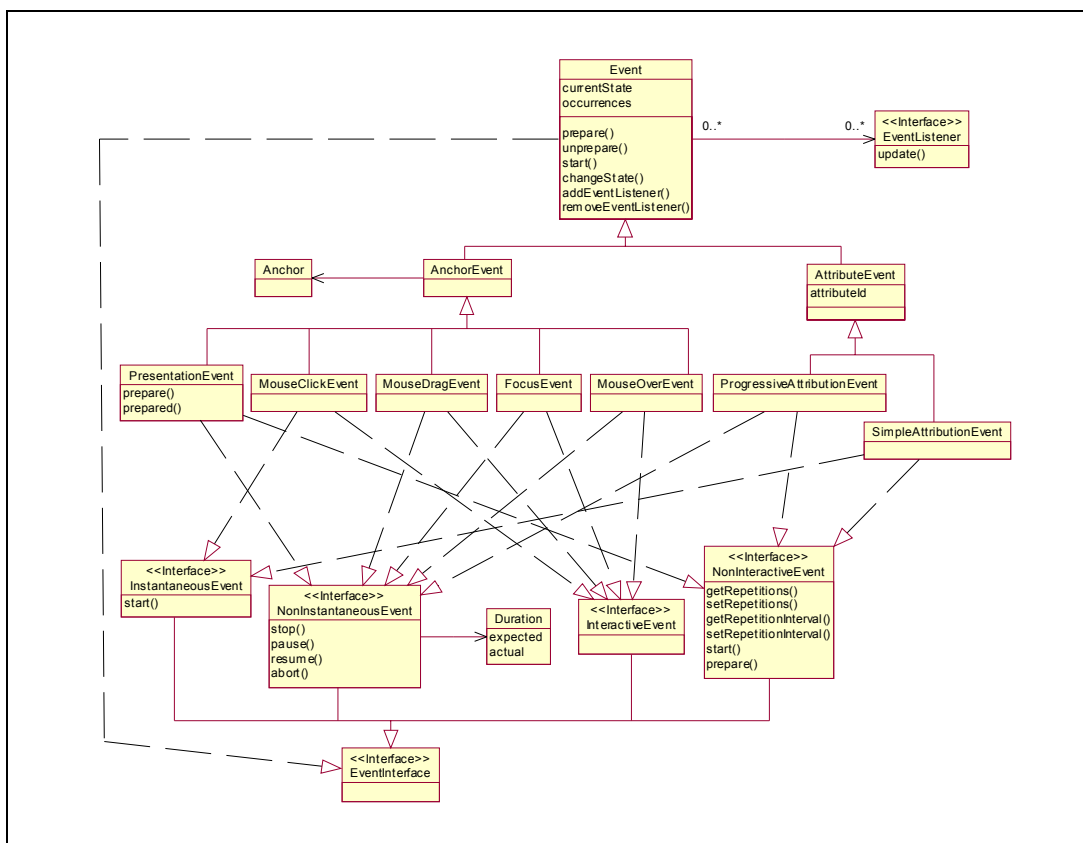 Event
currentState
occurrences
prepare()
unprepare()
start()
changeState()
addEventListener()
removeEventListener()
0..*
0..*
<<Interface>>
EventListener
update()
Anchor
AnchorEvent
AttributeEvent
attributeId
PresentationEvent
prepare()
prepared()
MouseClickEvent
MouseDragEvent
FocusEvent
MouseOverEvent
ProgressiveAttributionEvent
SimpleAttributionEvent
<<Interface>>
InstantaneousEvent
start()
<<Interface>>
NonInstantaneousEvent
stop()
pause()
resume()
abort()
Duration
expected
actual
<<Interface>>
InteractiveEvent
<<Interface>>
NonInteractiveEvent
getRepetitions()
setRepetitions()
getRepetitionInterval()
setRepetitionInterval()
start()
prepare()
<<Interface>>
EventInterface